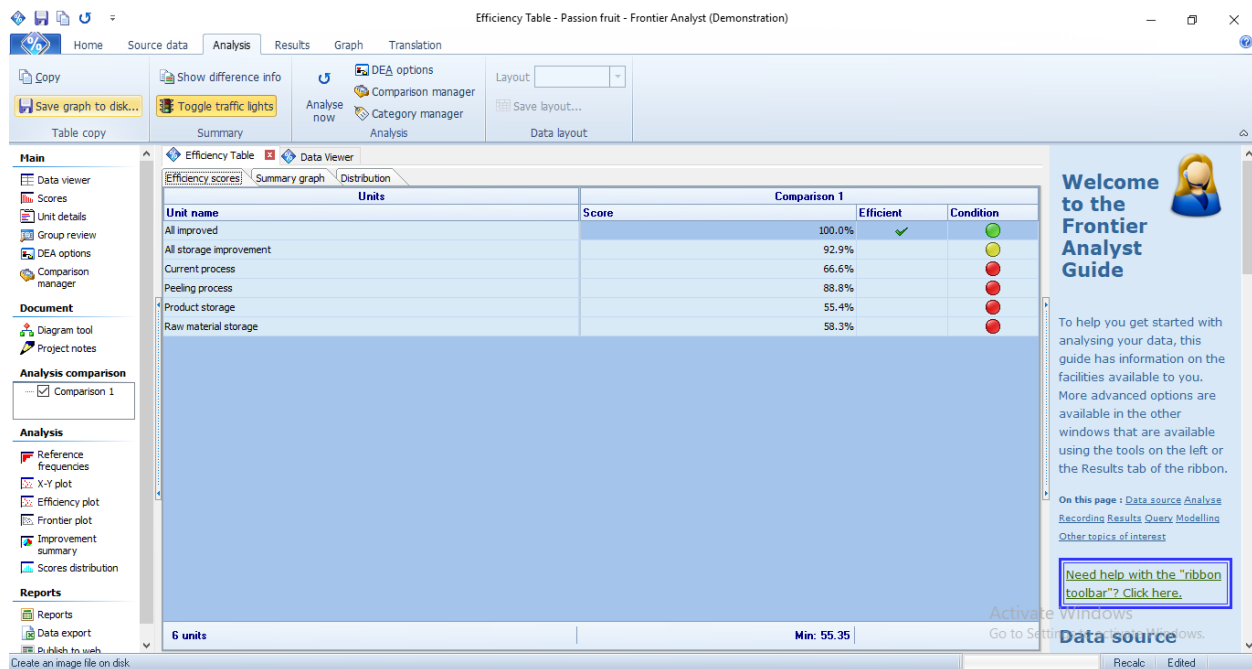 Efficiency Table - Passion fruit - Frontier Analyst (Demonstration)
Home Source data Analysis Results Graph Translation
Copy
Save graph to disk...
Table copy
Show difference info
Toggle traffic lights
Summary
Analyse
now
DEA options
Comparison manager
Category manager
Analysis
Layout
Save layout...
Data layout
Main
Data viewer
Scores
Unit details
Group review
DEA options
Comparison
manager
Document
Diagram tool
Project notes
Analysis comparison
Comparison 1
Analysis
Reference
frequencies
X-Y plot
Efficiency plot
Frontier plot
Improvement
summary
Scores distribution
Reports
Reports
Data export
Publish to web
Efficiency Table Data Viewer
Efficiency scores Summary graph Distribution
Units Comparison 1
Unit name Score Efficient Condition
All improved 100.0%
All storage improvement 92.9%
Current process 66.6%
Peeling process 88.8%
Product storage 55.4%
Raw material storage 58.3%
6 units Min: 55.35
Welcome
to the
Frontier
Analyst
Guide
To help you get started with
analysing your data, this
guide has information on the
facilities available to you.
More advanced options are
available in the other
windows that are available
using the tools on the left or
the Results tab of the ribbon.
On this page : Data source Analyse
Recording Results Query Modelling
Other topics of interest
Need help with the "ribbon
toolbar"? Click here.
Activate Windows
Go to Settings to activate Windows.
Data source
Create an image file on disk
Recalc Edited